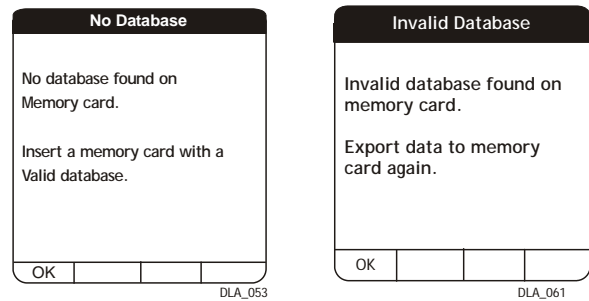 No Database
No database found on
Memory card.
Insert a memory card with a
Valid database.
OK
DLA_053
Invalid Database
Invalid database found on
memory card.
Export data to memory
card again.
OK
DLA_061